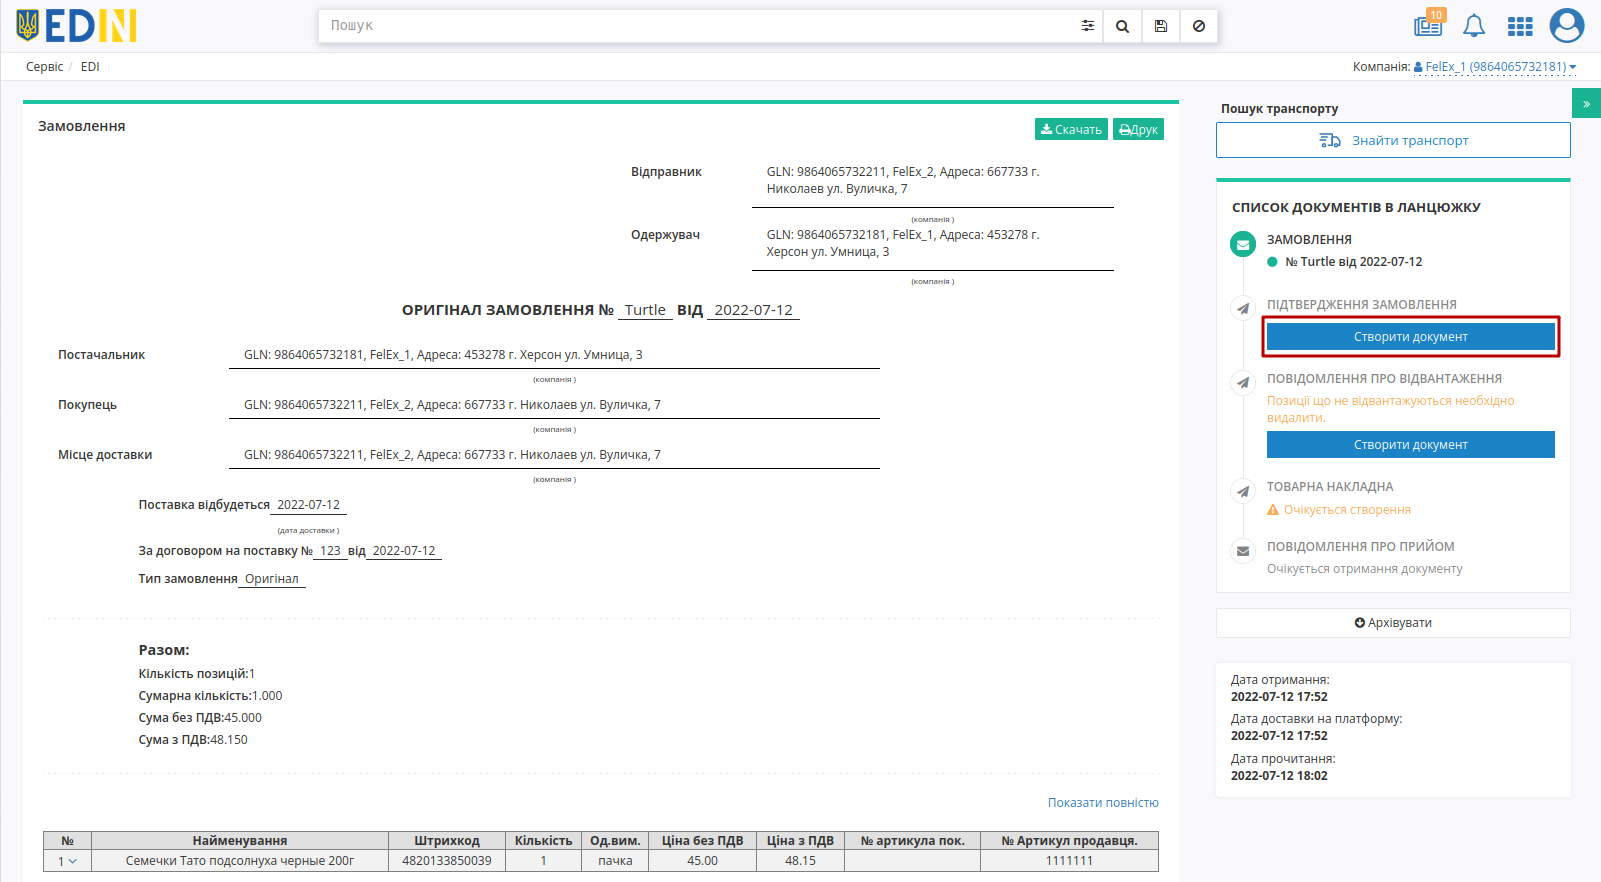 EDIN
Пошук
10
Сервіс / EDI
Компанія: FelEx_1 (9864065732181)
Замовлення
Скачать
Друк
Відправник
GLN: 9864065732211, FelEx_2, Адреса: 667733 г.
Николаев ул. Вуличка, 7
(компанія )
Одержувач
GLN: 9864065732181, FelEx_1, Адреса: 453278 г.
Херсон ул. Умница, 3
(компанія )
ОРИГІНАЛ ЗАМОВЛЕННЯ № Turtle ВІД 2022-07-12
Постачальник GLN: 9864065732181, FelEx_1, Адреса: 453278 г. Херсон ул. Умница, 3
(компанія )
Покупець GLN: 9864065732211, FelEx_2, Адреса: 667733 г. Николаев ул. Вуличка, 7
(компанія )
Місце доставки GLN: 9864065732211, FelEx_2, Адреса: 667733 г. Николаев ул. Вуличка, 7
(компанія )
Поставка відбудеться 2022-07-12
(дата доставки )
За договором на поставку № 123 від 2022-07-12
Тип замовлення Оригінал
Разом:
Кількість позицій:1
Сумарна кількість:1.000
Сума без ПДВ:45.000
Сума з ПДВ:48.150
Показати повністю
№ Найменування Штрихкод Кількість Од.вим. Ціна без ПДВ Ціна з ПДВ № артикула пок. № Артикул продавця.
1 Семечки Тато подсолнуха черные 200г 4820133850039 1 пачка 45.00 48.15 1111111
Пошук транспорту
»
Знайти транспорт
СПИСОК ДОКУМЕНТІВ В ЛАНЦЮЖКУ
ЗАМОВЛЕННЯ
№ Turtle від 2022-07-12
ПІДТВЕРДЖЕННЯ ЗАМОВЛЕННЯ
Створити документ
ПОВІДОМЛЕННЯ ПРО ВІДВАНТАЖЕННЯ
Позиції що не відвантажуються необхідно
видалити.
Створити документ
ТОВАРНА НАКЛАДНА
Очікується створення
ПОВІДОМЛЕННЯ ПРО ПРИЙОМ
Очікується отримання документу
Архівувати
Дата отримання:
2022-07-12 17:52
Дата доставки на платформу:
2022-07-12 17:52
Дата прочитання:
2022-07-12 18:02